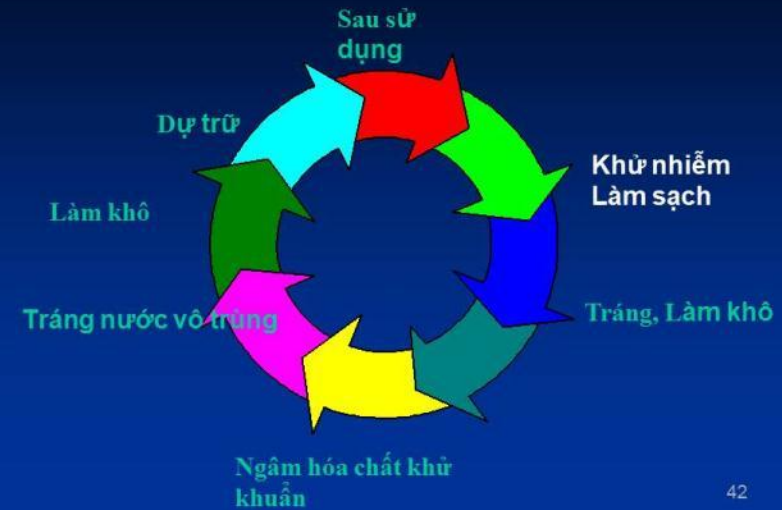 Sau sử
dụng
Khử nhiễm
Làm sạch
Tráng, Làm khô
Ngâm hóa chất khử
khuẩn
Tráng nước vô trùng
Làm khô
Dự trữ
42